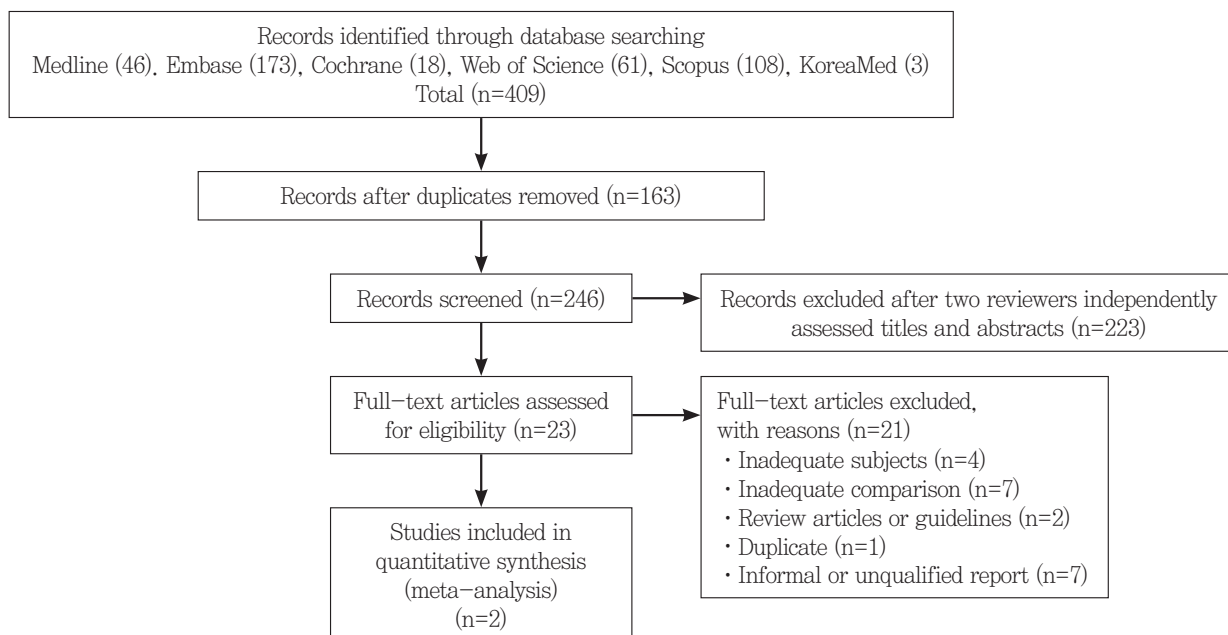 Records identified through database searching
Medline (46). Embase (173), Cochrane (18), Web of Science (61), Scopus (108), KoreaMed (3)
Total (n=409)
Records after duplicates removed (n=163)
Records screened (n=246)
Records excluded after two reviewers independently
assessed titles and abstracts (n=223)
Full-text articles assessed
for eligibility (n=23)
Full-text articles excluded,
with reasons (n=21)
· Inadequate subjects (n=4)
· Inadequate comparison (n=7)
· Review articles or guidelines (n=2)
· Duplicate (n=1)
· Informal or unqualified report (n=7)
Studies included in
quantitative synthesis
(meta-analysis)
(n=2)